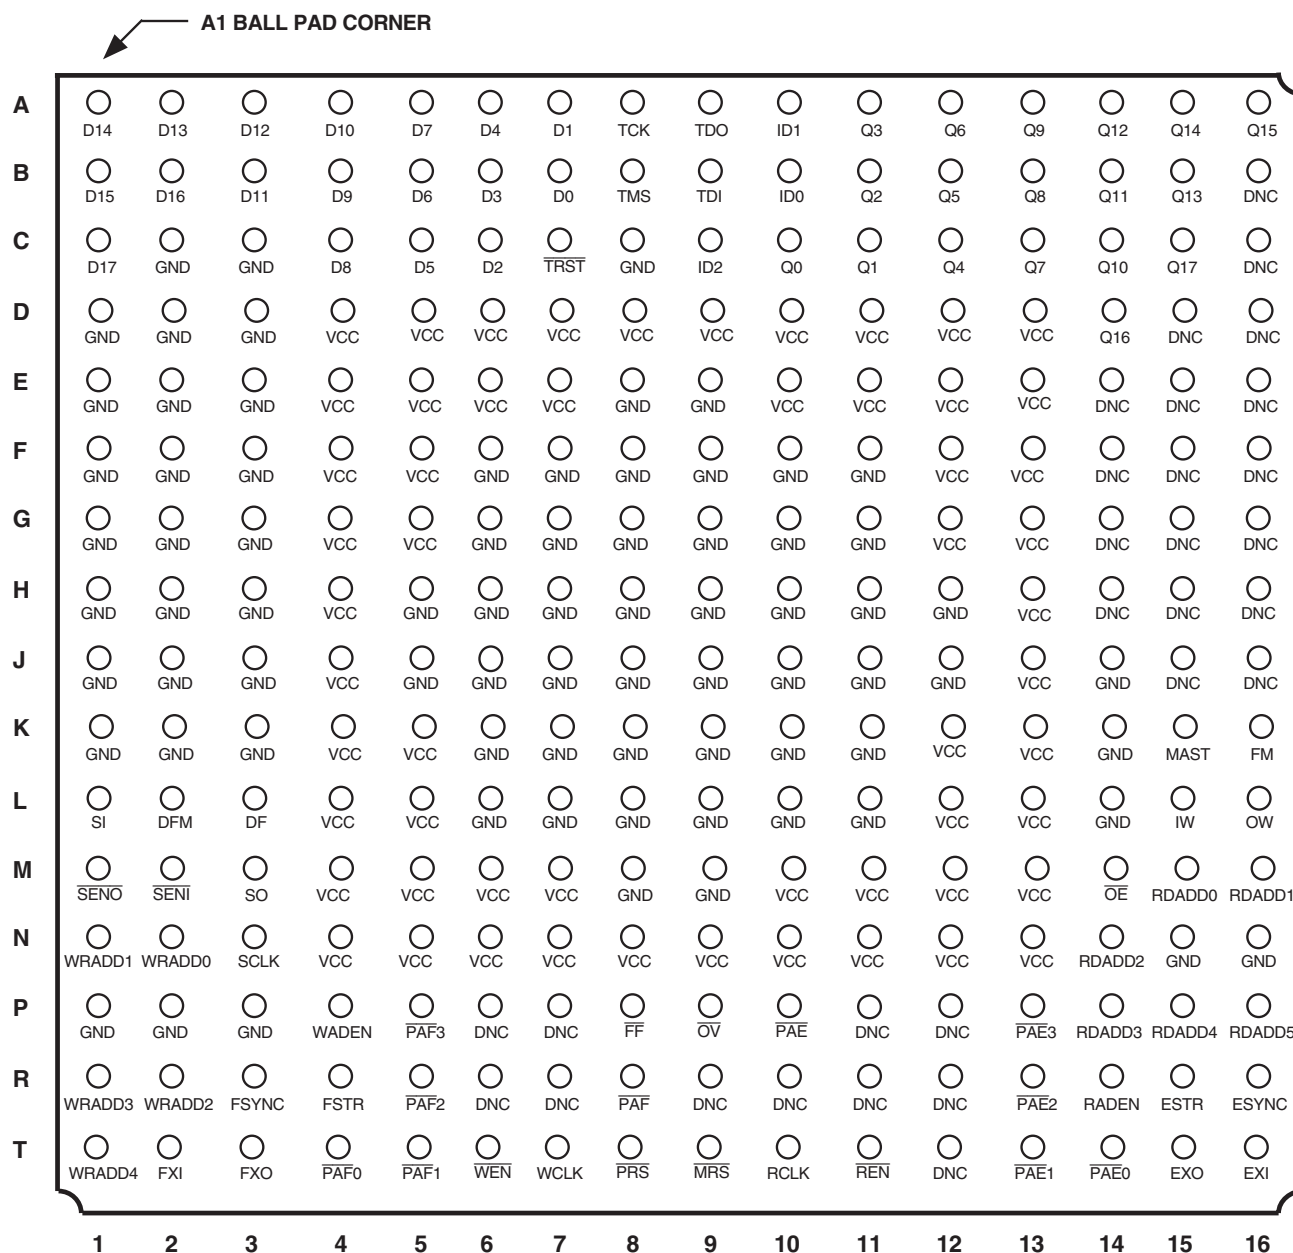 A1 BALL PAD CORNER
A
D14 D13 D12 D10 D7 D4 D1 TCK TDO ID1 Q3 Q6 Q9 Q12 Q14 Q15
B
D15 D16 D11 D9 D6 D3 D0 TMS TDI ID0 Q2 Q5 Q8 Q11 Q13 DNC
C
D17 GND GND D8 D5 D2 TRST GND ID2 Q0 Q1 Q4 Q7 Q10 Q17 DNC
D
GND GND GND VCC VCC VCC VCC VCC VCC VCC VCC VCC VCC Q16 DNC DNC
E
GND GND GND VCC VCC VCC VCC GND GND VCC VCC VCC VCC DNC DNC DNC
F
GND GND GND VCC VCC GND GND GND GND GND GND VCC VCC DNC DNC DNC
G
GND GND GND VCC VCC GND GND GND GND GND GND VCC VCC DNC DNC DNC
H
GND GND GND VCC GND GND GND GND GND GND GND GND VCC DNC DNC DNC
J
GND GND GND VCC GND GND GND GND GND GND GND GND VCC GND DNC DNC
K
GND GND GND VCC VCC GND GND GND GND GND GND VCC VCC GND MAST FM
L
SI DFM DF VCC VCC GND GND GND GND GND GND VCC VCC GND IW OW
M
SENO SENI SO VCC VCC VCC VCC GND GND VCC VCC VCC VCC OE RDADD0 RDADD1
N
WRADD1 WRADD0 SCLK VCC VCC VCC VCC VCC VCC VCC VCC VCC VCC RDADD2 GND GND
P
GND GND GND WADEN PAF3 DNC DNC FF OV PAE DNC DNC PAE3 RDADD3 RDADD4 RDADD5
R
WRADD3 WRADD2 FSYNC FSTR PAF2 DNC DNC PAF DNC DNC DNC DNC PAE2 RADEN ESTR ESYNC
T
WRADD4 FXI FXO PAF0 PAF1 WEN WCLK PRS MRS RCLK REN DNC PAE1 PAE0 EXO EXI
1 2 3 4 5 6 7 8 9 10 11 12 13 14 15 16